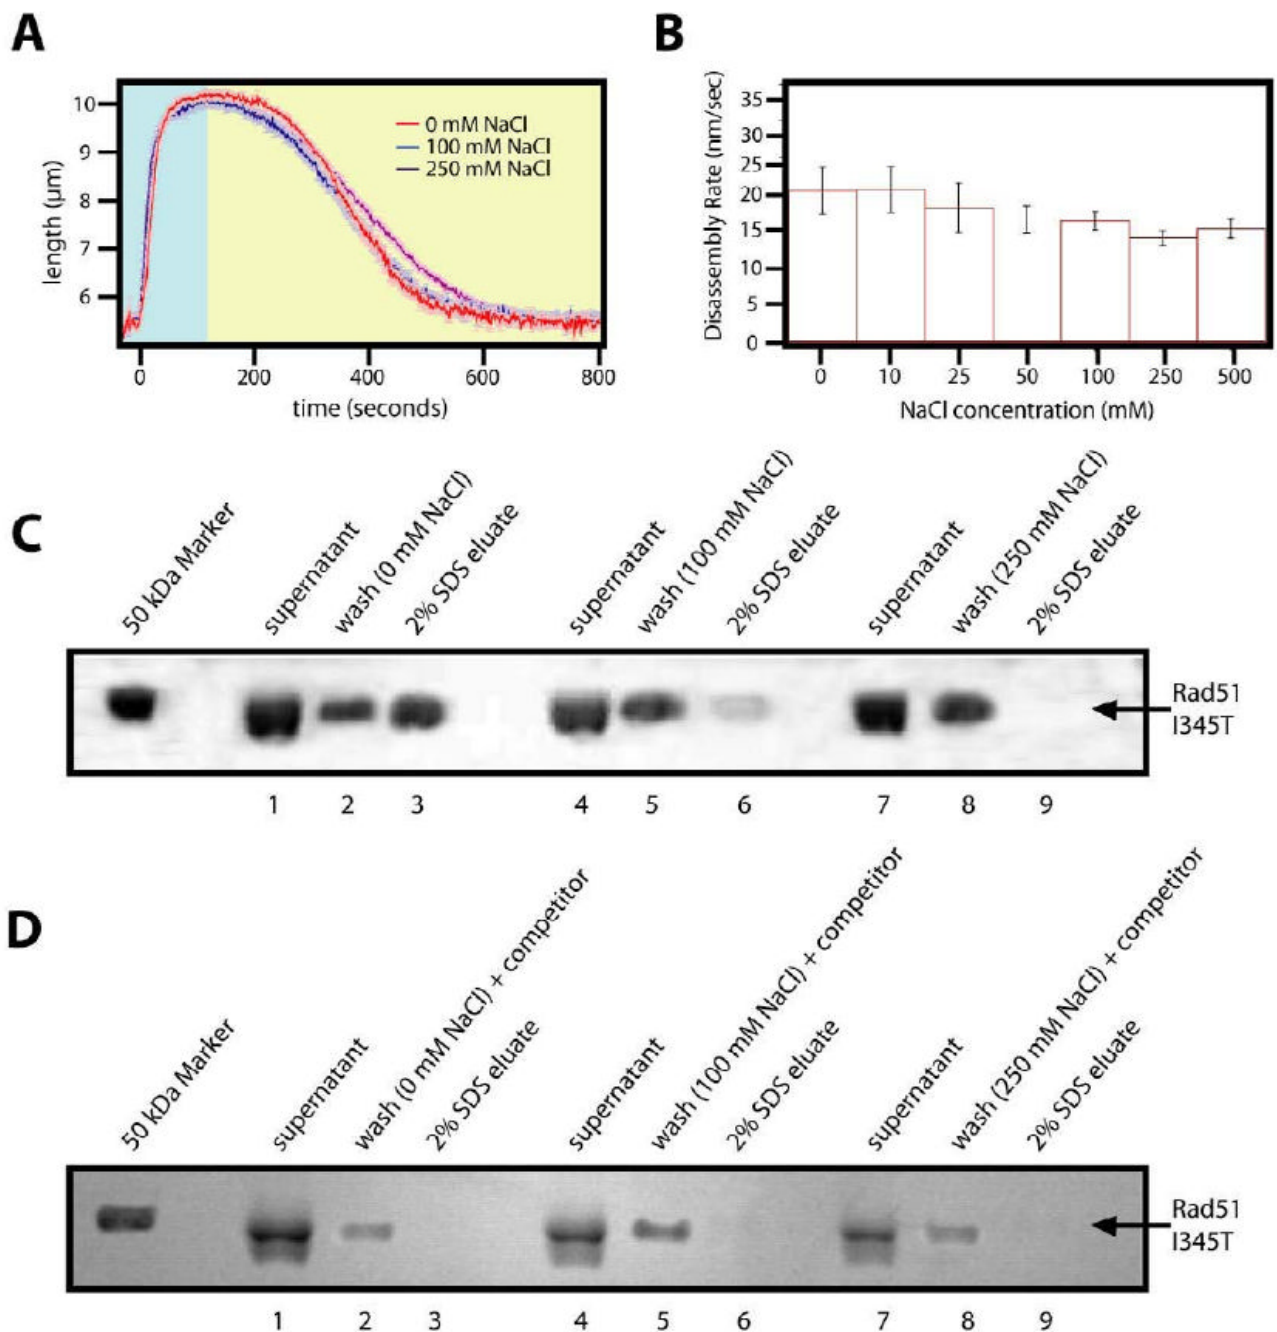 A
B
10
9
8
7
6
length (μm)
0 mM NaCl
100 mM NaCl
250 mM NaCl
0 200 400 600 800
time (seconds)
35
30
25
20
15
10
5
0
Disassembly Rate (nm/sec)
0 10 25 50 100 250 500
NaCl concentration (mM)
C
50 kDa Marker
supernatant
wash (0 mM NaCl)
2% SDS eluate
supernatant
wash (100 mM NaCl)
2% SDS eluate
supernatant
wash (250 mM NaCl)
2% SDS eluate
Rad51
I345T
1 2 3 4 5 6 7 8 9
D
50 kDa Marker
supernatant
wash (0 mM NaCl) + competitor
2% SDS eluate
supernatant
wash (100 mM NaCl) + competitor
2% SDS eluate
supernatant
wash (250 mM NaCl) + competitor
2% SDS eluate
Rad51
I345T
1 2 3 4 5 6 7 8 9